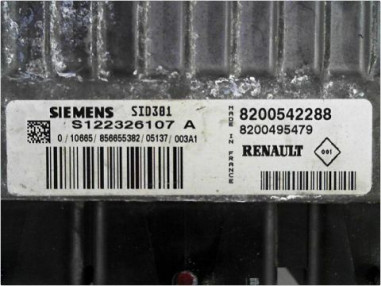 SIEMENS SID301
S122326107 A
0 / 10665 / 856655382 / 05137 / 003A1
MADE IN FRANCE
8200542288
8200495479
RENAULT
001